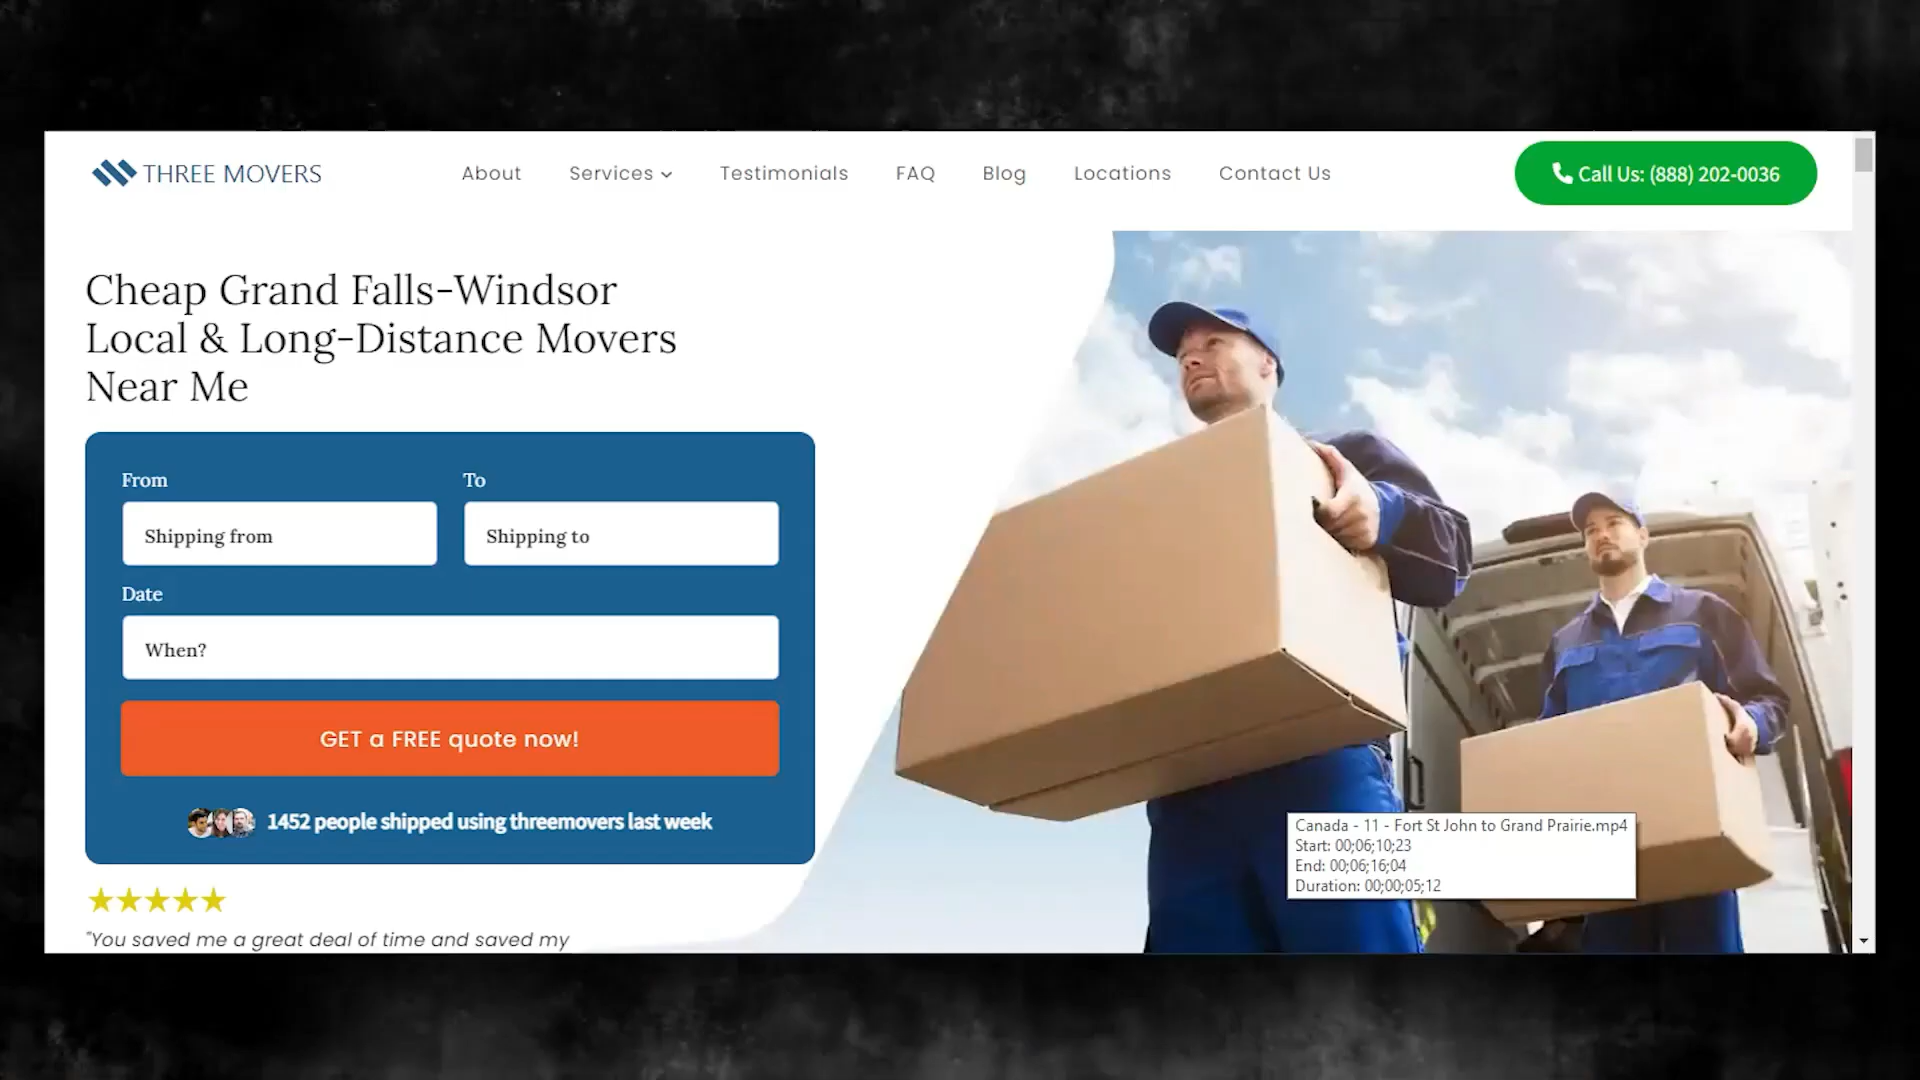 THREE MOVERS
About
Services
Testimonials
FAQ
Blog
Locations
Contact Us
Call Us: (888) 202-0036
Cheap Grand Falls-Windsor
Local & Long-Distance Movers
Near Me
From
To
Shipping from
Shipping to
Date
When?
GET a FREE quote now!
1452 people shipped using threemovers last week
"You saved me a great deal of time and saved my
Canada - 11 - Fort St John to Grand Prairie.mp4
Start: 00;06;10;23
End: 00;06;16;04
Duration: 00;00;05;12